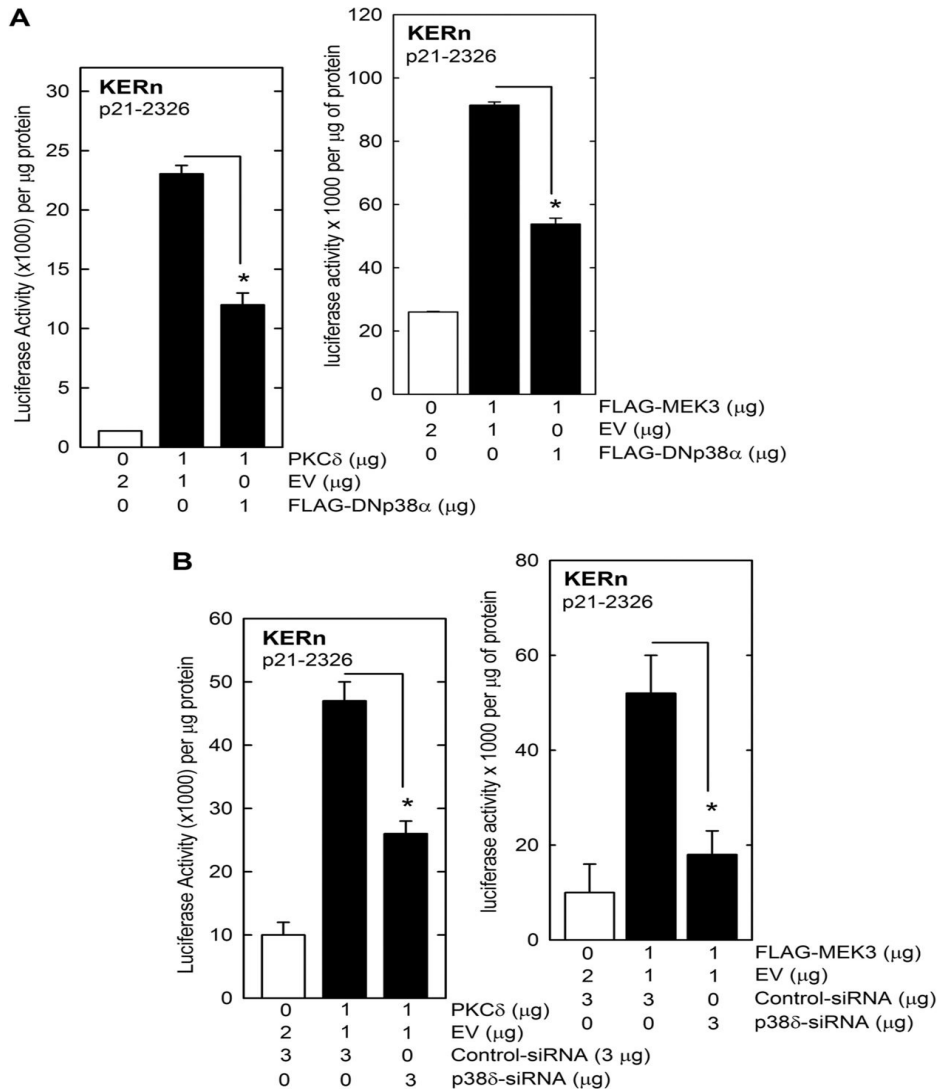 A
KERn
p21-2326
Luciferase Activity (x1000) per μg protein
30
25
20
15
10
5
0
*
0 1 1 PKCδ (μg)
2 1 0 EV (μg)
0 0 1 FLAG-DNp38α (μg)
KERn
p21-2326
luciferase activity x 1000 per μg of protein
100
80
60
40
20
0
*
0 1 1 FLAG-MEK3 (μg)
2 1 0 EV (μg)
0 0 1 FLAG-DNp38α (μg)
B
KERn
p21-2326
Luciferase Activity (x1000) per μg protein
60
50
40
30
20
10
0
*
0 1 1 PKCδ (μg)
2 1 1 EV (μg)
3 3 0 Control-siRNA (3 μg)
0 0 3 p38δ-siRNA (μg)
KERn
p21-2326
luciferase activity x 1000 per μg of protein
80
60
40
20
0
*
0 1 1 FLAG-MEK3 (μg)
2 1 1 EV (μg)
3 3 0 Control-siRNA (μg)
0 0 3 p38δ-siRNA (μg)